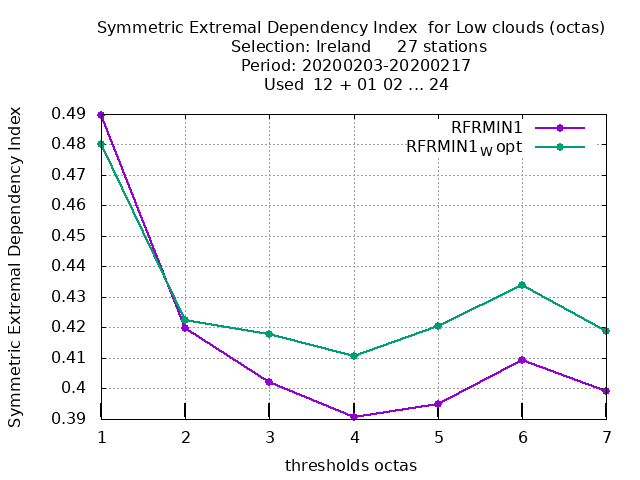 Symmetric Extremal Dependency Index for Low clouds (octas)
Selection: Ireland 27 stations
Period: 20200203-20200217
Used 12 + 01 02 ... 24
Symmetric Extremal Dependency Index
0.49
0.48
0.47
0.46
0.45
0.44
0.43
0.42
0.41
0.4
0.39
RFRMIN1
RFRMIN1W opt
1 2 3 4 5 6 7
thresholds octas